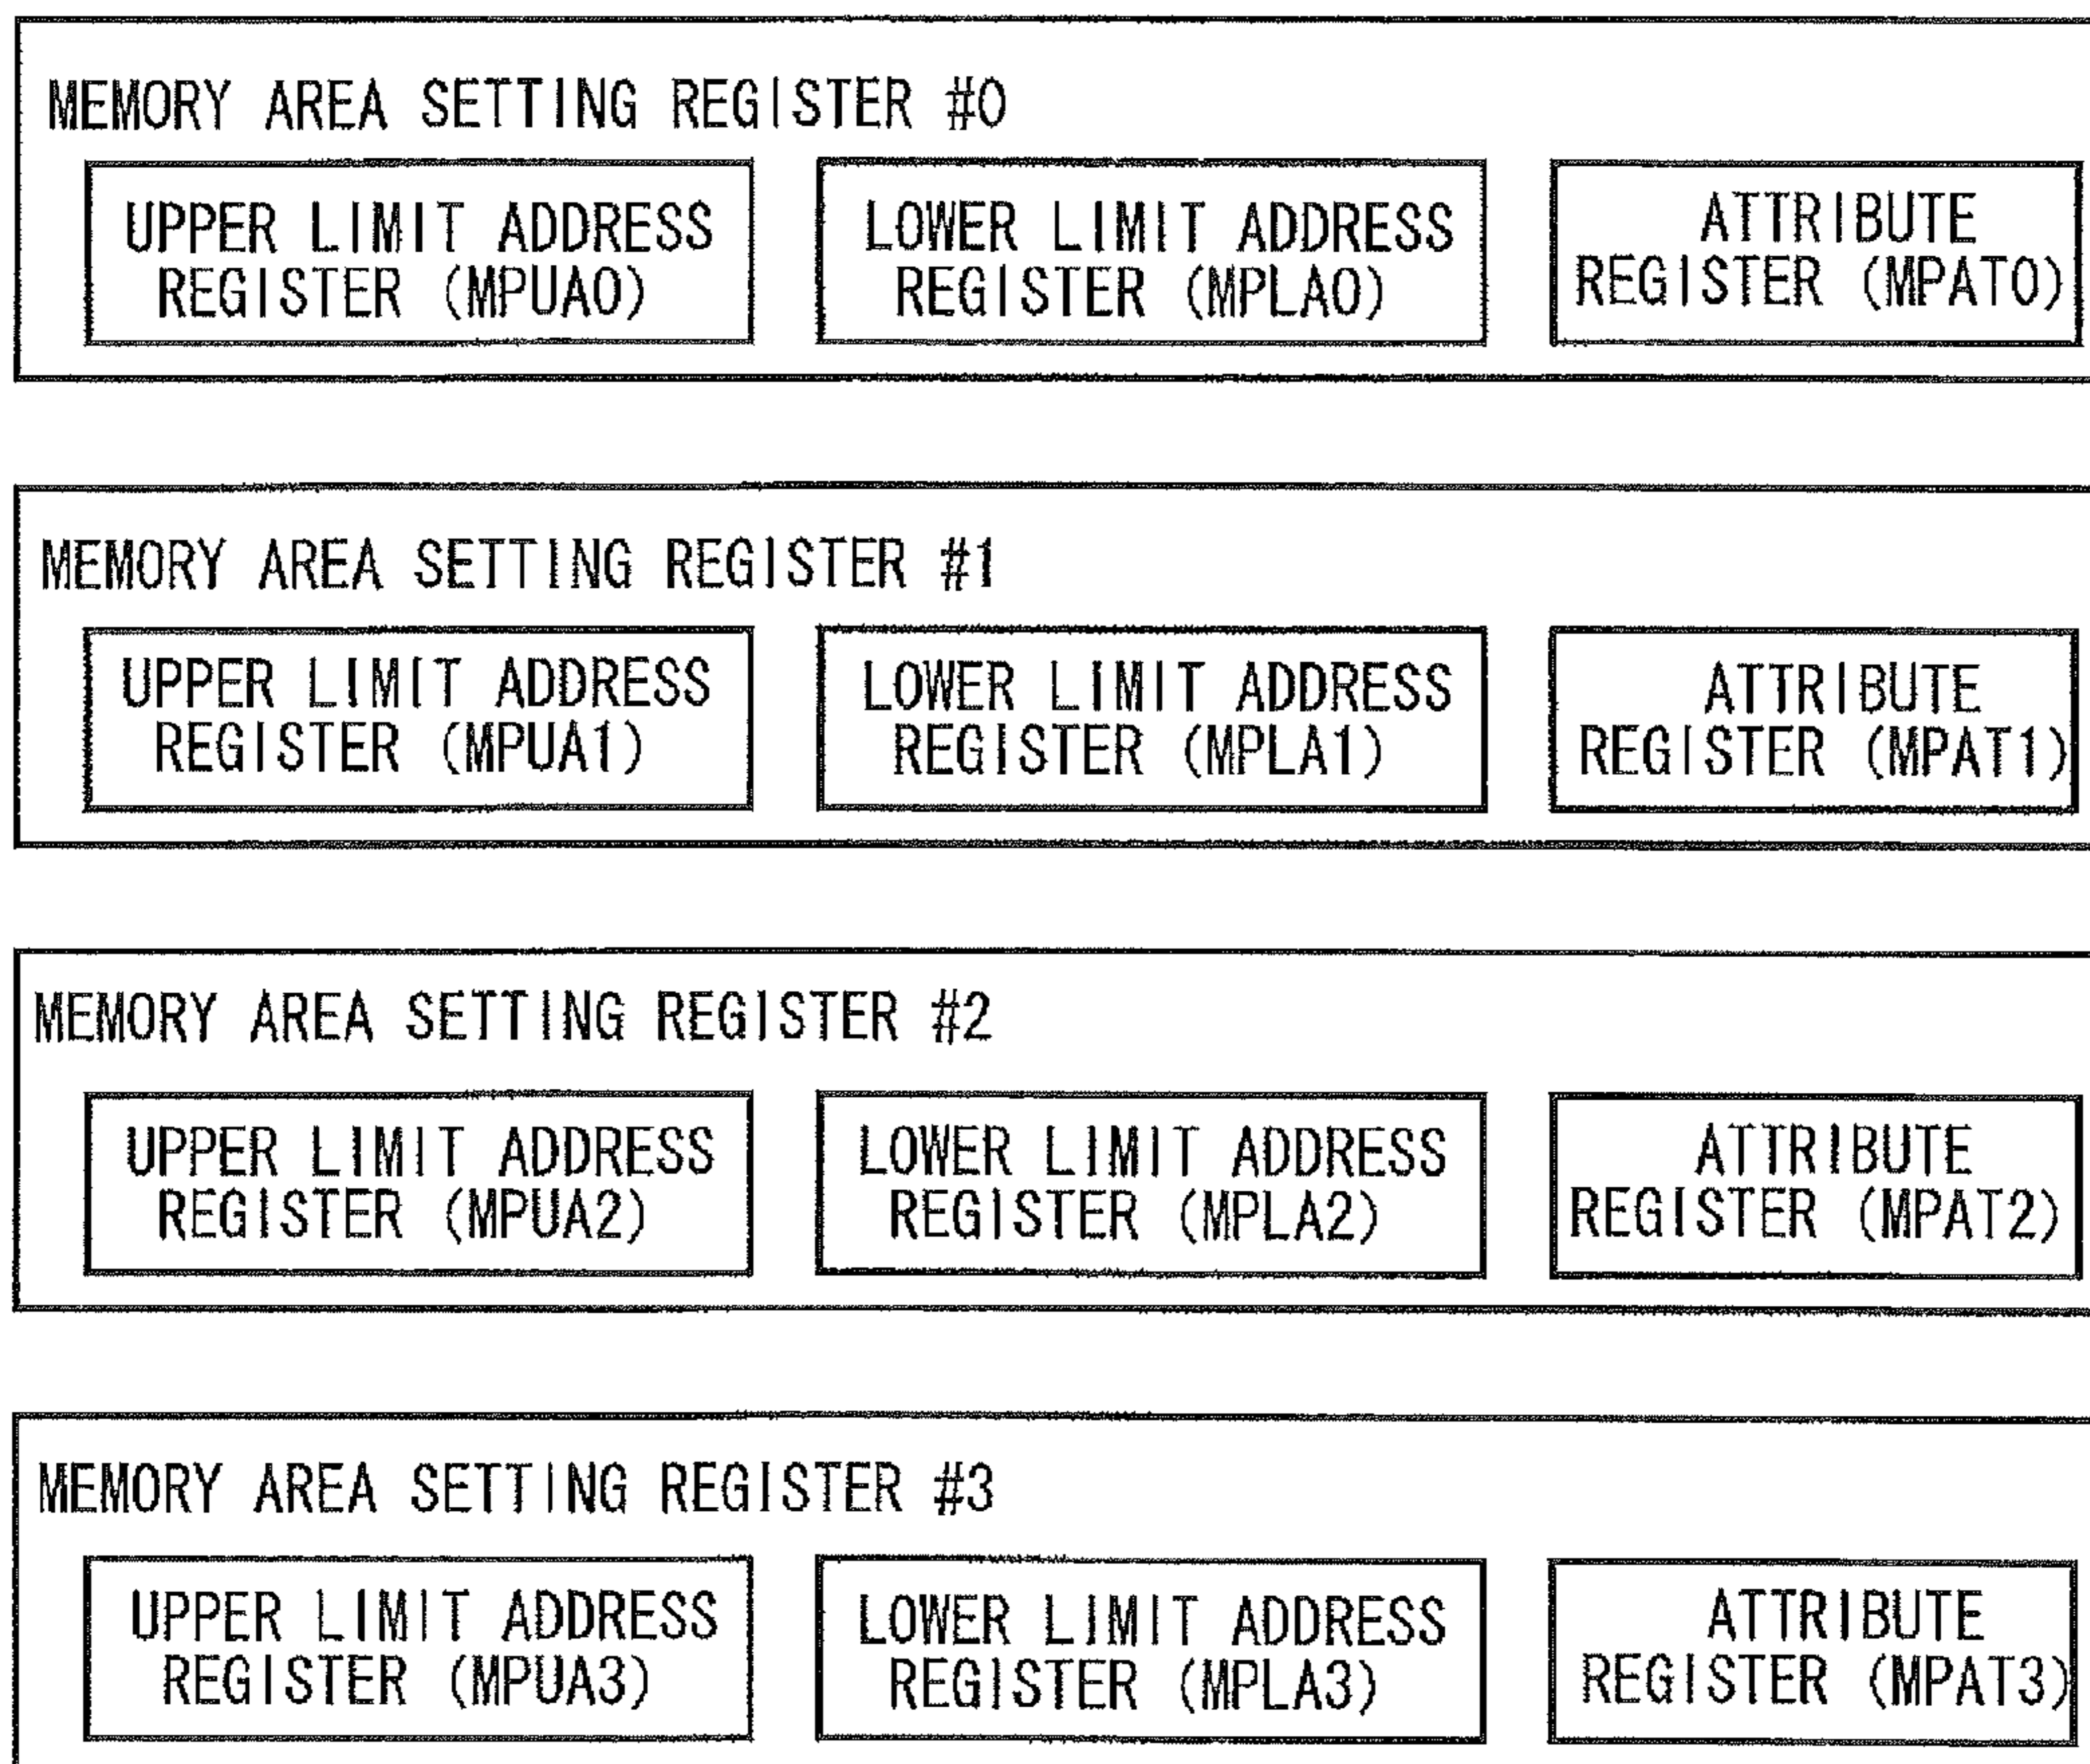 MEMORY AREA SETTING REGISTER #0
UPPER LIMIT ADDRESS
REGISTER (MPUA0)
LOWER LIMIT ADDRESS
REGISTER (MPLA0)
ATTRIBUTE
REGISTER (MPAT0)
MEMORY AREA SETTING REGISTER #1
UPPER LIMIT ADDRESS
REGISTER (MPUA1)
LOWER LIMIT ADDRESS
REGISTER (MPLA1)
ATTRIBUTE
REGISTER (MPAT1)
MEMORY AREA SETTING REGISTER #2
UPPER LIMIT ADDRESS
REGISTER (MPUA2)
LOWER LIMIT ADDRESS
REGISTER (MPLA2)
ATTRIBUTE
REGISTER (MPAT2)
MEMORY AREA SETTING REGISTER #3
UPPER LIMIT ADDRESS
REGISTER (MPUA3)
LOWER LIMIT ADDRESS
REGISTER (MPLA3)
ATTRIBUTE
REGISTER (MPAT3)